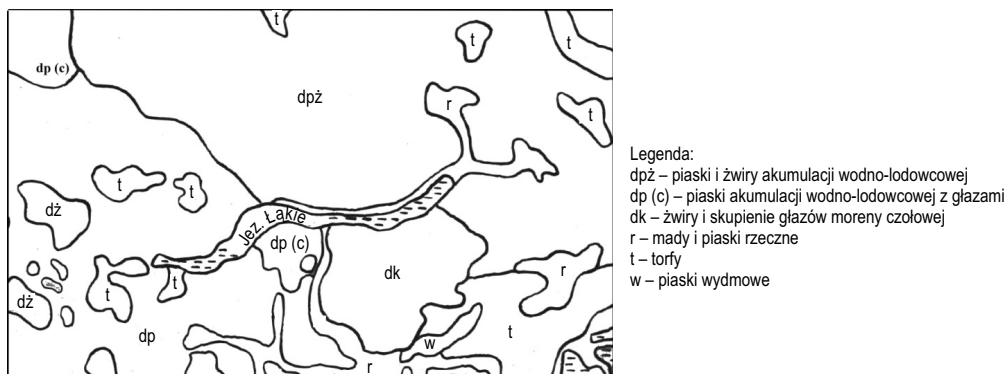 t
t
t
dp (c)
dpż
r
t
t
t
dż
Jez. Łąkie
dp (c)
dk
r
t
t
dż
dp
w
t
r
Legenda:
dpż – piaski i żwiry akumulacji wodno-lodowcowej
dp (c) – piaski akumulacji wodno-lodowcowej z głazami
dk – żwiry i skupienie głazów moreny czołowej
r – mady i piaski rzeczne
t – torfy
w – piaski wydmowe